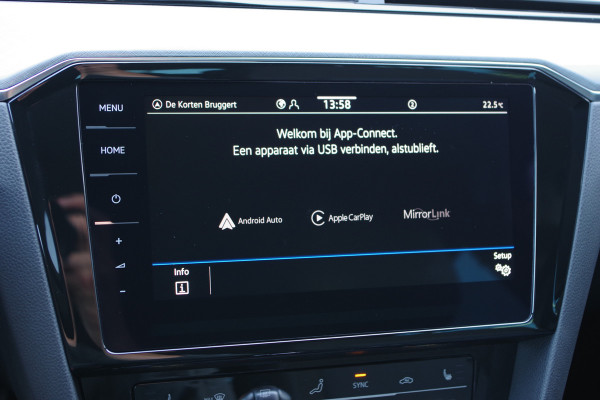 MENU
De Korten Bruggert
13:58
22.5°C
Welkom bij App-Connect.
HOME
Een apparaat via USB verbinden, alstublieft.
Android Auto
Apple CarPlay
MirrorLink
+
-
Info
Setup
SYNC